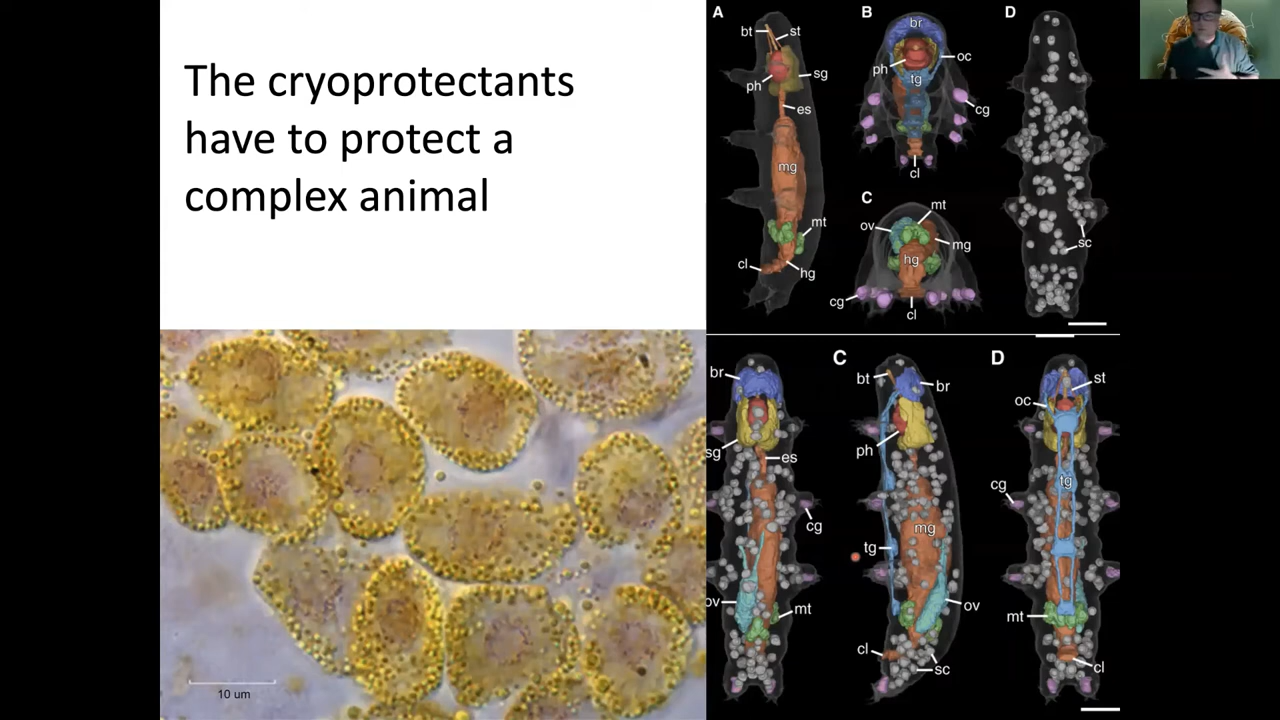 The cryoprotectants
have to protect a
complex animal
10 um
A
bt
st
ph
sg
es
mg
mt
cl
hg
B
br
ph
oc
tg
cg
cl
C
ov
mt
mg
hg
cg
cl
D
sc
br
sg
es
cg
ov
mt
C
bt
br
ph
mg
tg
ov
cl
sc
D
st
oc
cg
tg
mt
cl